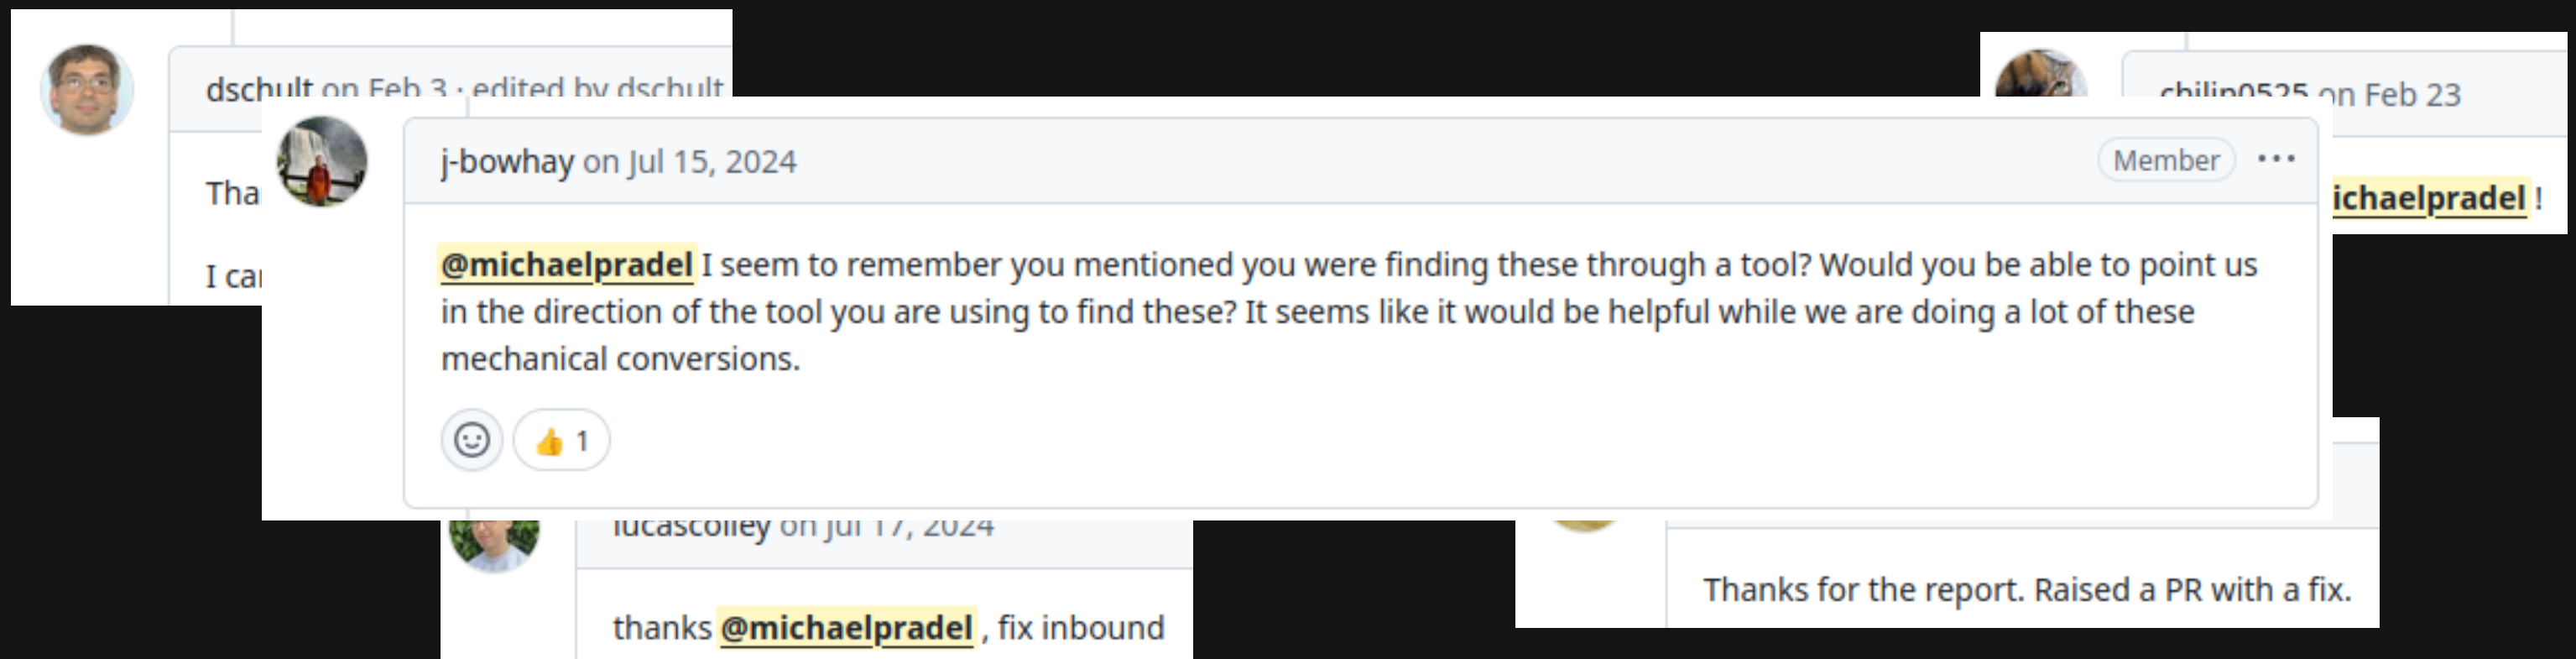 dschult on Feb 3 · edited by dschult
chilin0525 on Feb 23
j-bowhay on Jul 15, 2024
Member
Tha
ichaelpradel !
@michaelpradel I seem to remember you mentioned you were finding these through a tool? Would you be able to point us
I car
in the direction of the tool you are using to find these? It seems like it would be helpful while we are doing a lot of these
mechanical conversions.
👍 1
lucascolley on Jul 17, 2024
Thanks for the report. Raised a PR with a fix.
thanks @michaelpradel , fix inbound